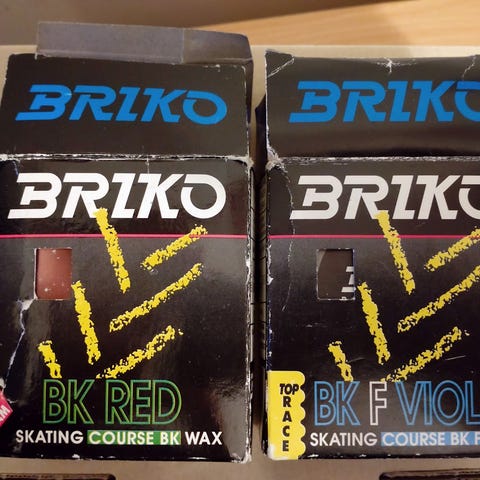 BRIKO
BRIKO
BK RED
SKATING COURSE BK WAX
BRIKO
BRIKO
TOP
RACE
BK F VIOL
SKATING COURSE BK F